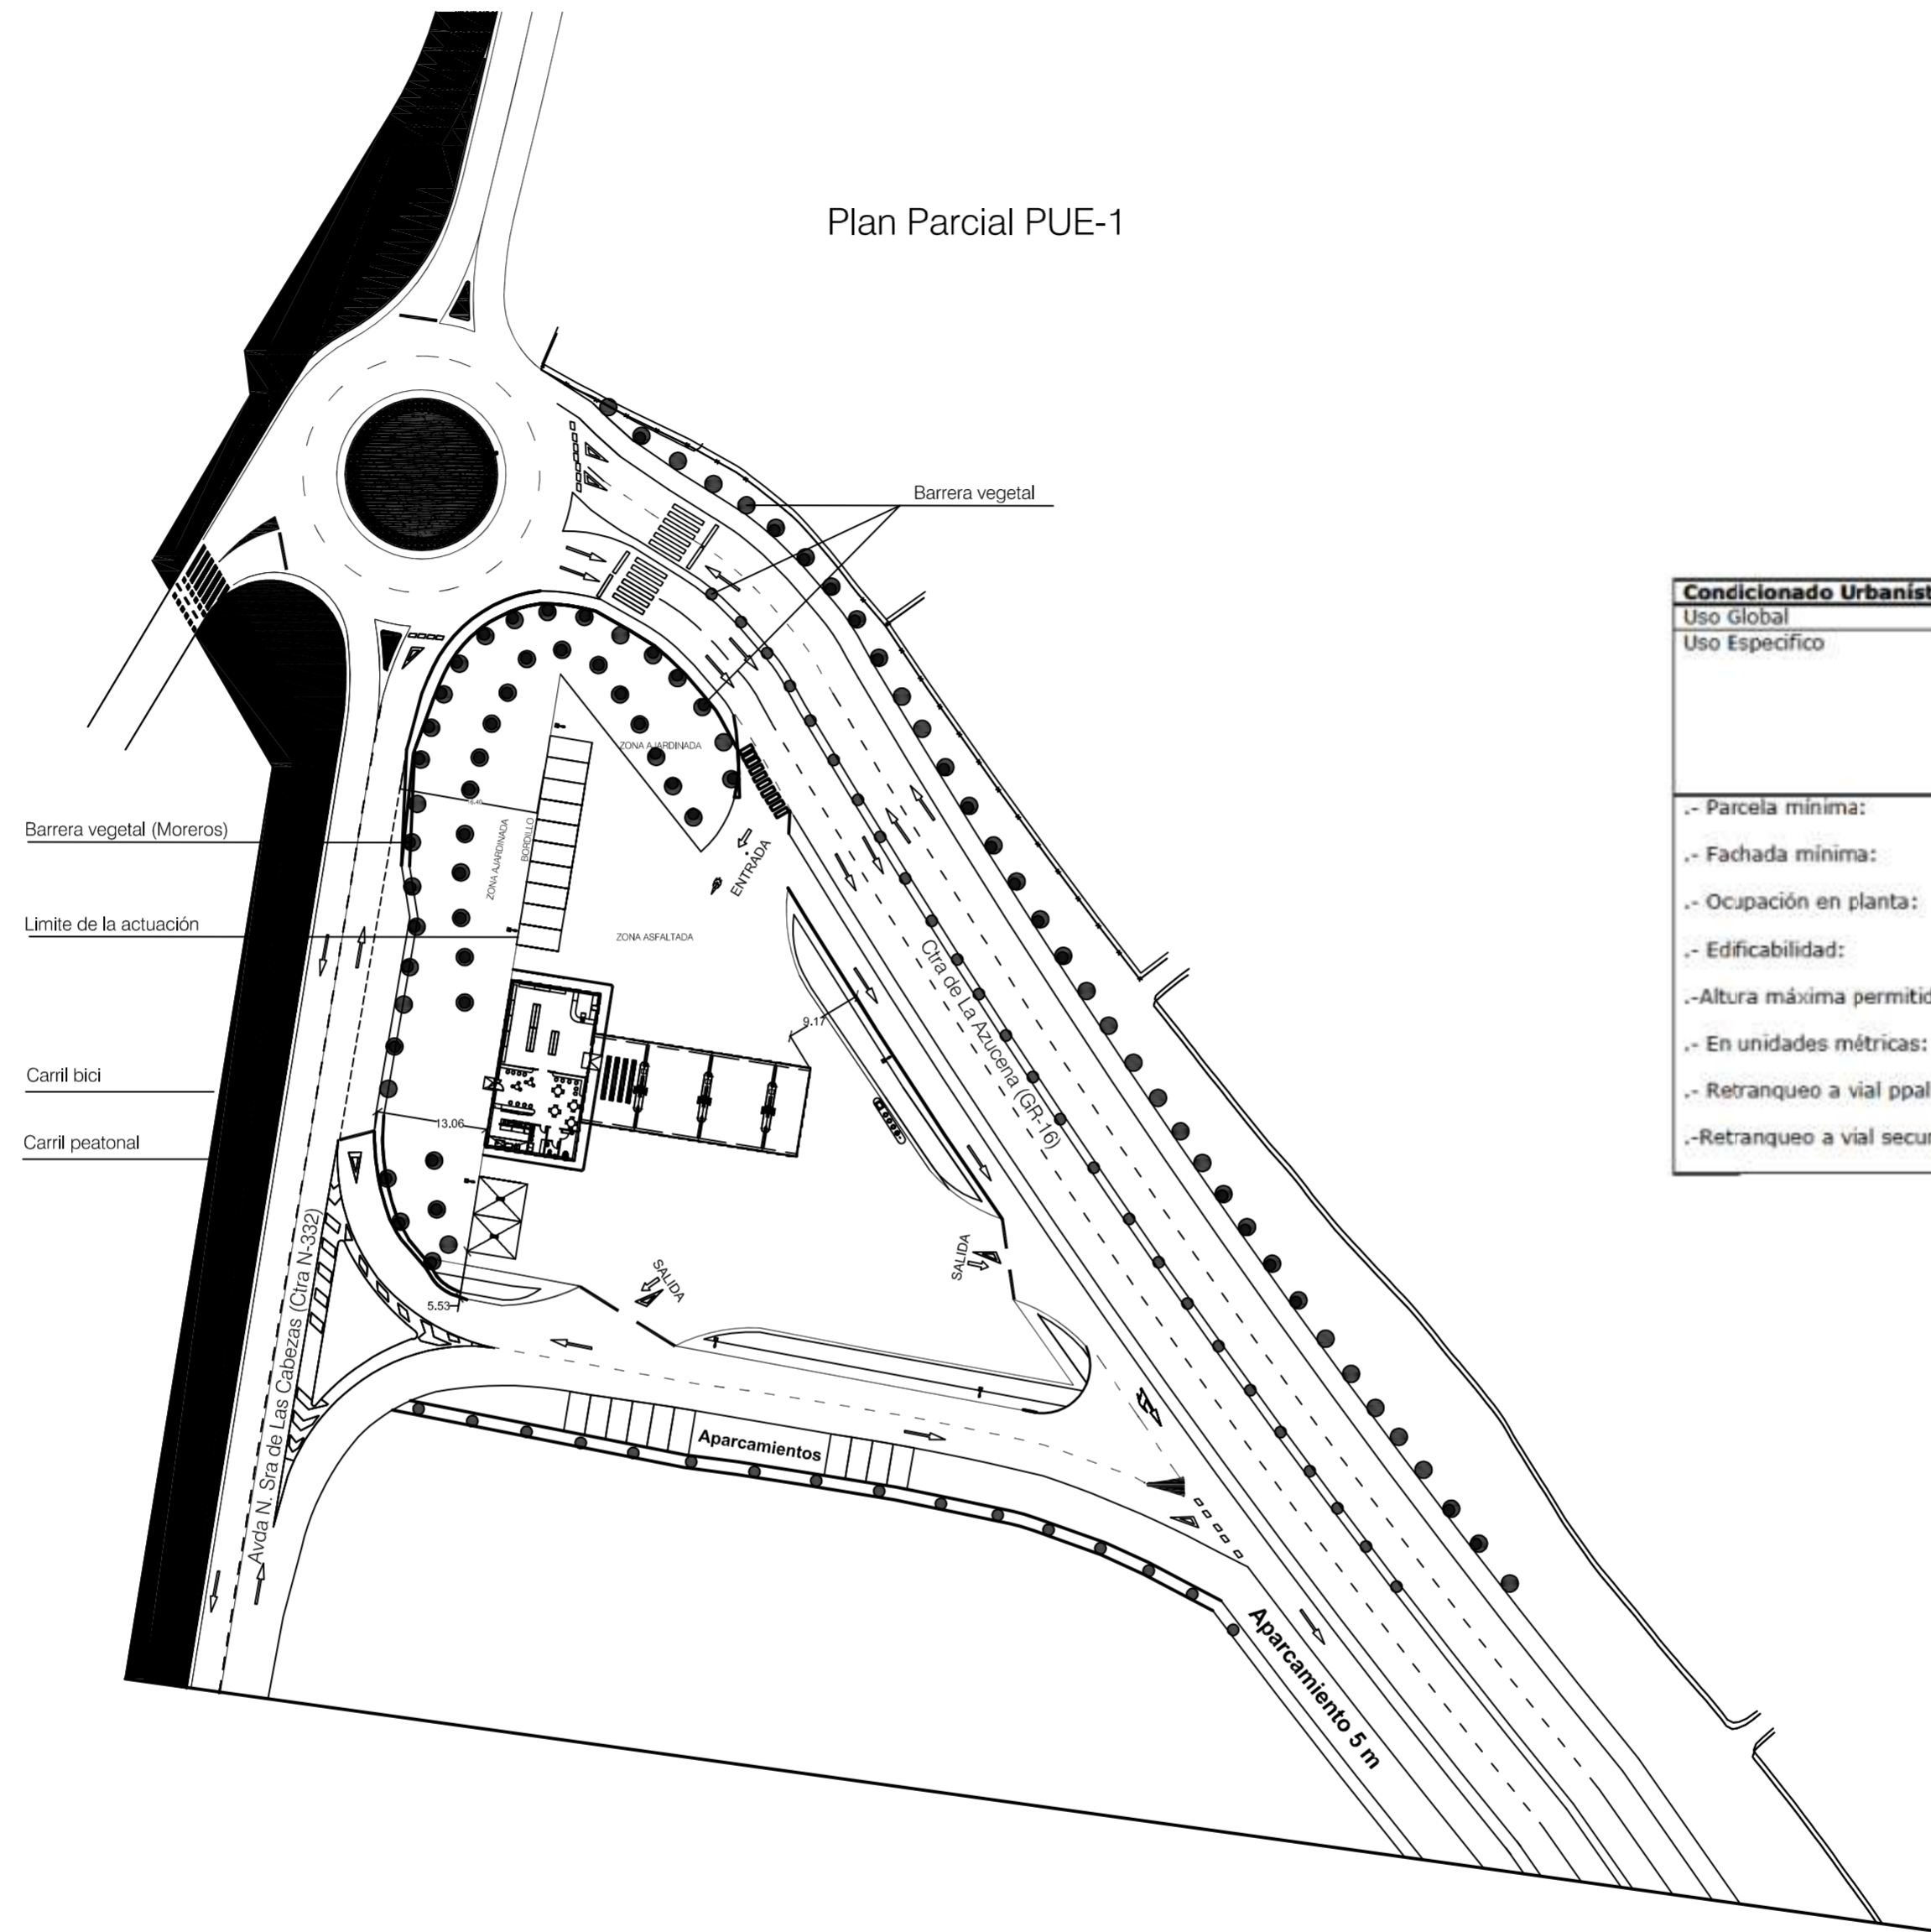 Plan Parcial PUE-1
Barrera vegetal
Condicionado Urbaníst
Uso Global
Uso Especifico
.- Parcela mínima:
.- Fachada mínima:
.- Ocupación en planta:
.- Edificabilidad:
.-Altura máxima permitid
.- En unidades métricas:
.- Retranqueo a vial ppal
.-Retranqueo a vial secun
Barrera vegetal (Moreros)
Limite de la actuación
Carril bici
Carril peatonal
ZONA AJARDINADA
ZONA AJARDINADA
BORDILLO
ENTRADA
ZONA ASFALTADA
9.17
13.06
5.53
SALIDA
SALIDA
Ctra de La Azucena (GR-16)
Avda N. Sra de Las Cabezas (Ctra N-332)
Aparcamientos
Aparcamiento 5 m